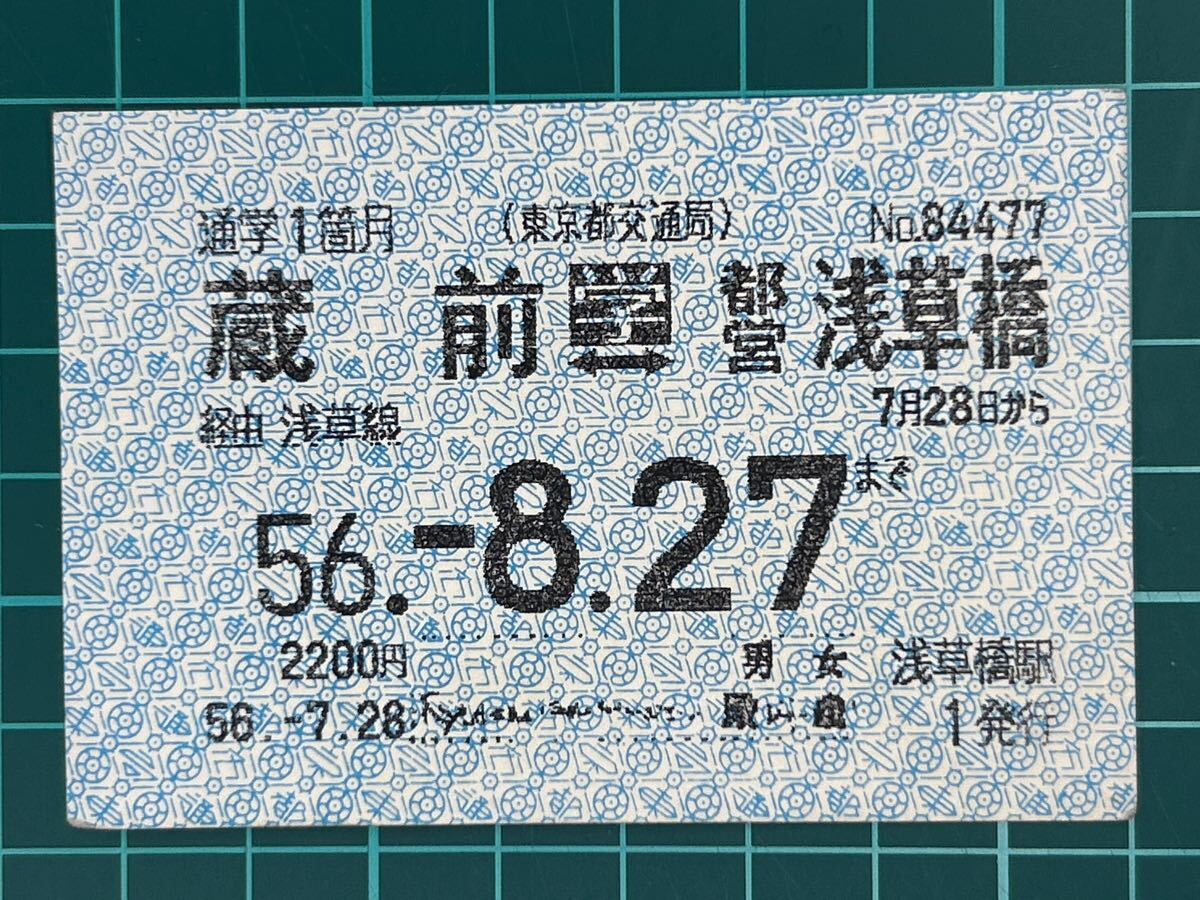 通学1箇月 (東京都交通局) No.84477
蔵前 ↔ 都営 浅草橋
経由 浅草線 7月28日から
56.-8.27まで
2200円 男 女 浅草橋駅
56.-7.28 1発行